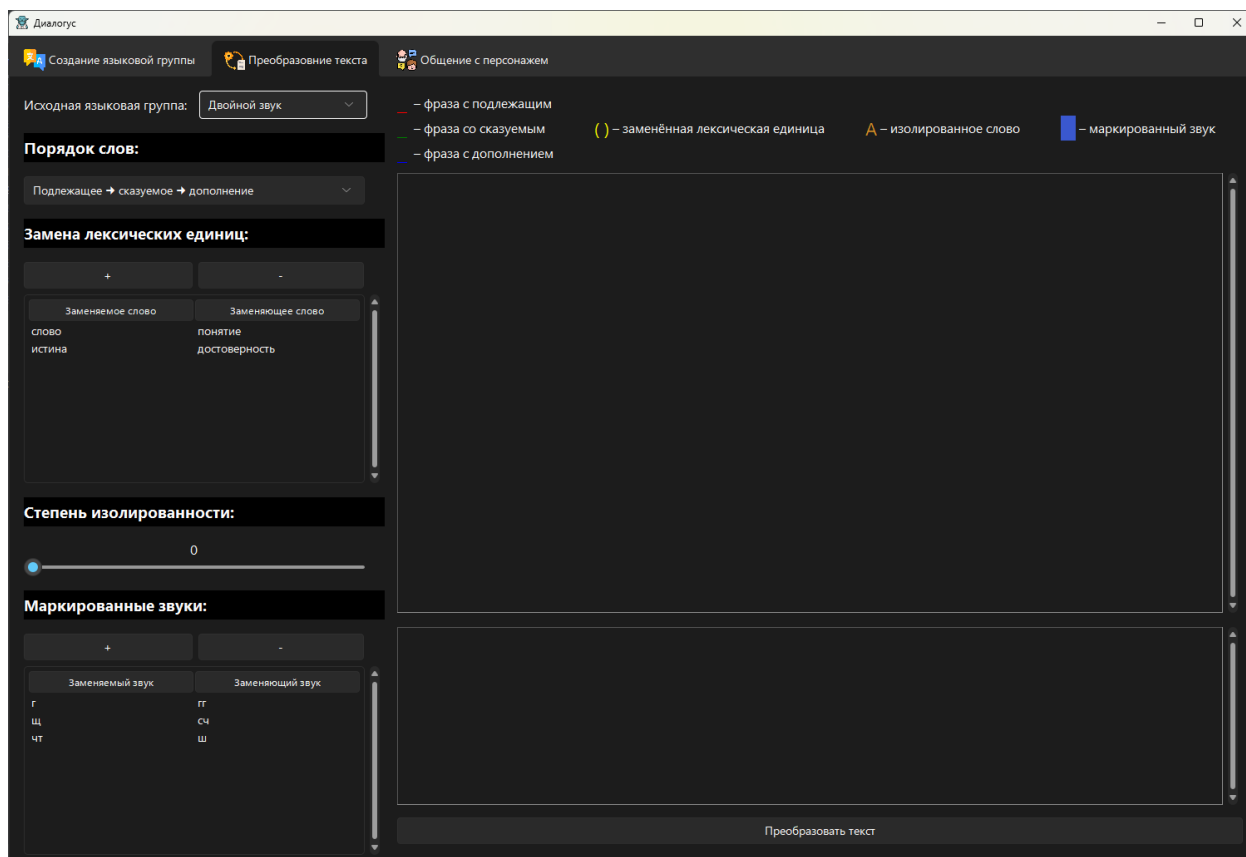 Диалогус
Создание языковой группы
Преобразовние текста
Общение с персонажем
Исходная языковая группа:
Двойной звук
Порядок слов:
Подлежащее ➜ сказуемое ➜ дополнение
Замена лексических единиц:
+ -
Заменяемое слово Заменяющее слово
слово понятие
истина достоверность
Степень изолированности:
0
Маркированные звуки:
+ -
Заменяемый звук Заменяющий звук
г гг
щ сч
чт ш
_ – фраза с подлежащим
_ – фраза со сказуемым
_ – фраза с дополнением
( ) – заменённая лексическая единица
А – изолированное слово
– маркированный звук
Преобразовать текст